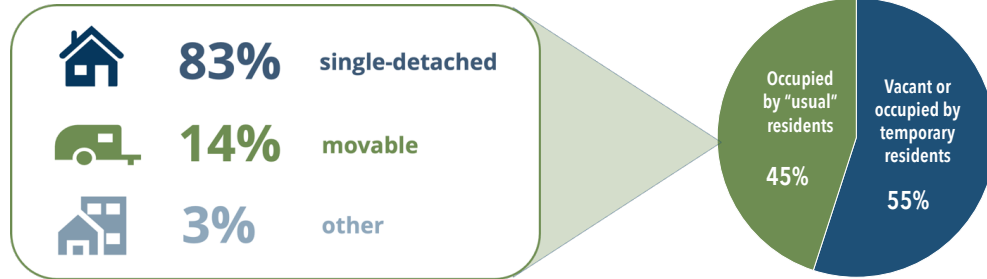 83% single-detached
14% movable
3% other
Occupied
by “usual”
residents
45%
Vacant or
occupied by
temporary
residents
55%